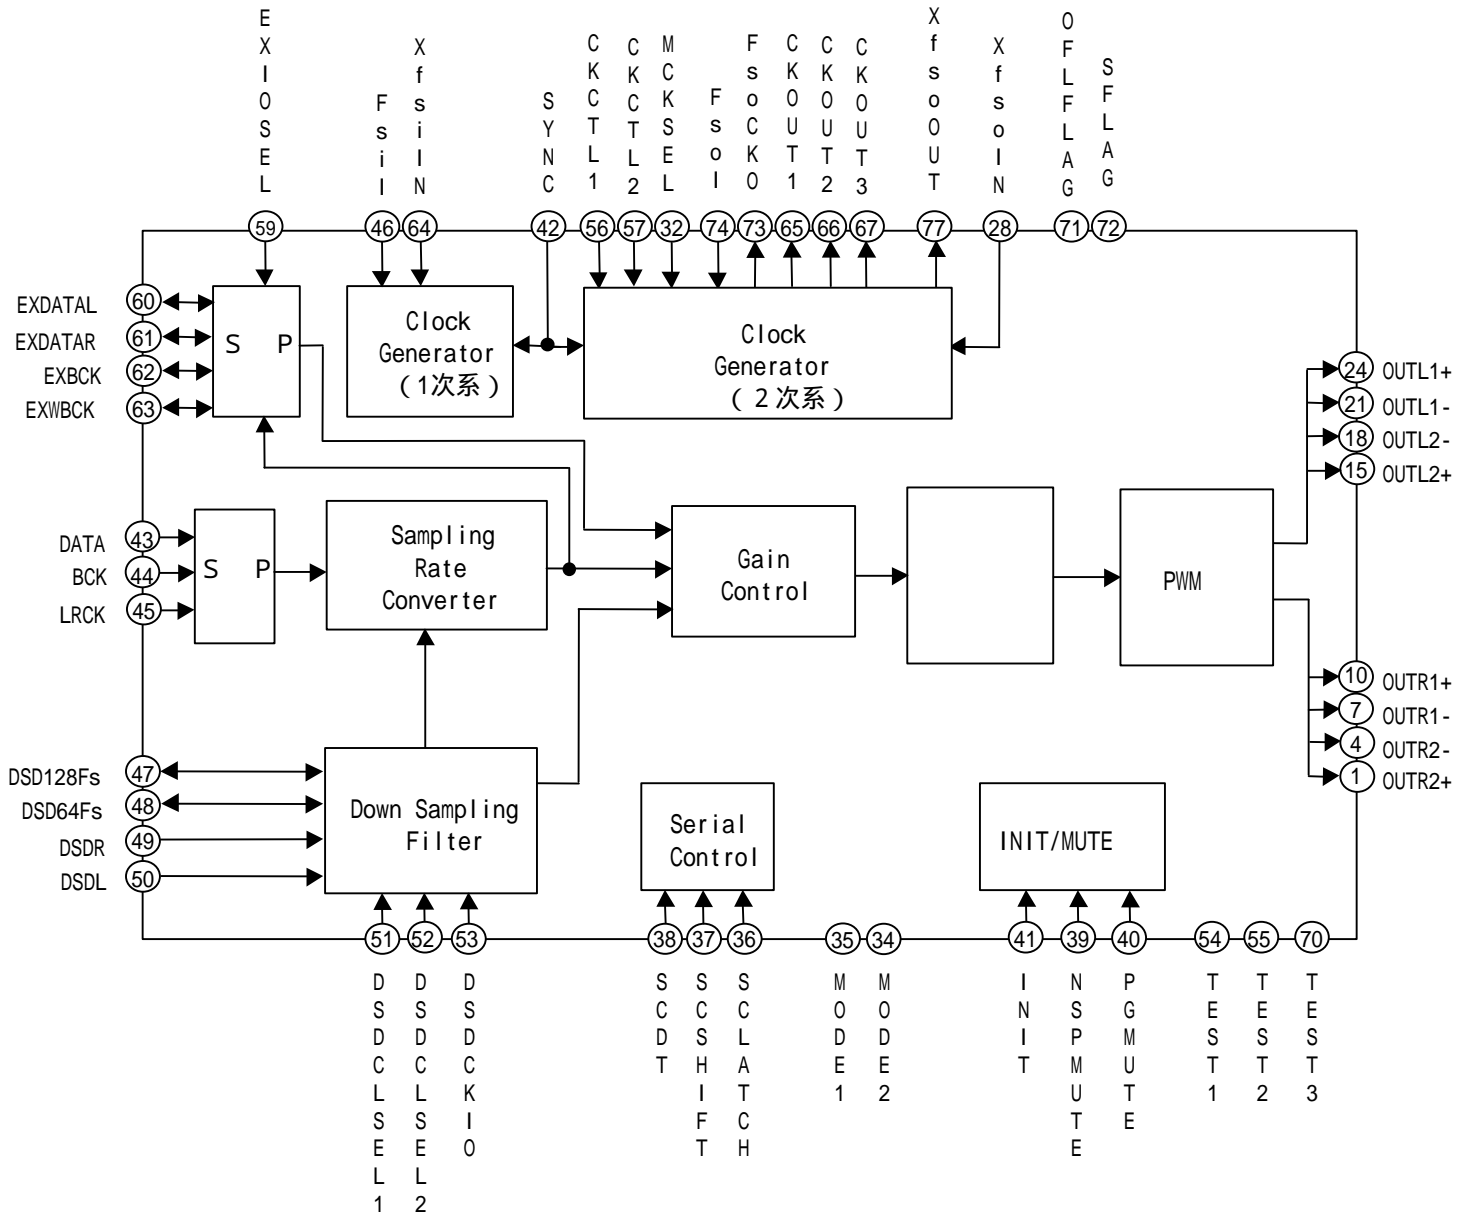 EXIOSEL
FsiI
XfsiIN
SYNC
CKCTL1
CKCTL2
MCKSEL
FsoI
FsoCKO
CKOUT1
CKOUT2
CKOUT3
XfsoOUT
XfsoIN
OFLFLAG
SFLAG
59
46
64
42
56
57
32
74
73
65
66
67
77
28
71
72
EXDATAL
60
EXDATAR
61
EXBCK
62
EXWBCK
63
S P
Clock
Generator
(1次系)
Clock
Generator
(2次系)
24
OUTL1+
21
OUTL1-
18
OUTL2-
15
OUTL2+
DATA
43
BCK
44
LRCK
45
S P
Sampling
Rate
Converter
Gain
Control
PWM
10
OUTR1+
7
OUTR1-
4
OUTR2-
1
OUTR2+
DSD128Fs
47
DSD64Fs
48
DSDR
49
DSDL
50
Down Sampling
Filter
Serial
Control
INIT/MUTE
51
52
53
38
37
36
35
34
41
39
40
54
55
70
DSDCLSEL1
DSDCLSEL2
DSDCKIO
SCDT
SCSHIFT
SCLATCH
MODE1
MODE2
INIT
NSPMUTE
PGMUTE
TEST1
TEST2
TEST3